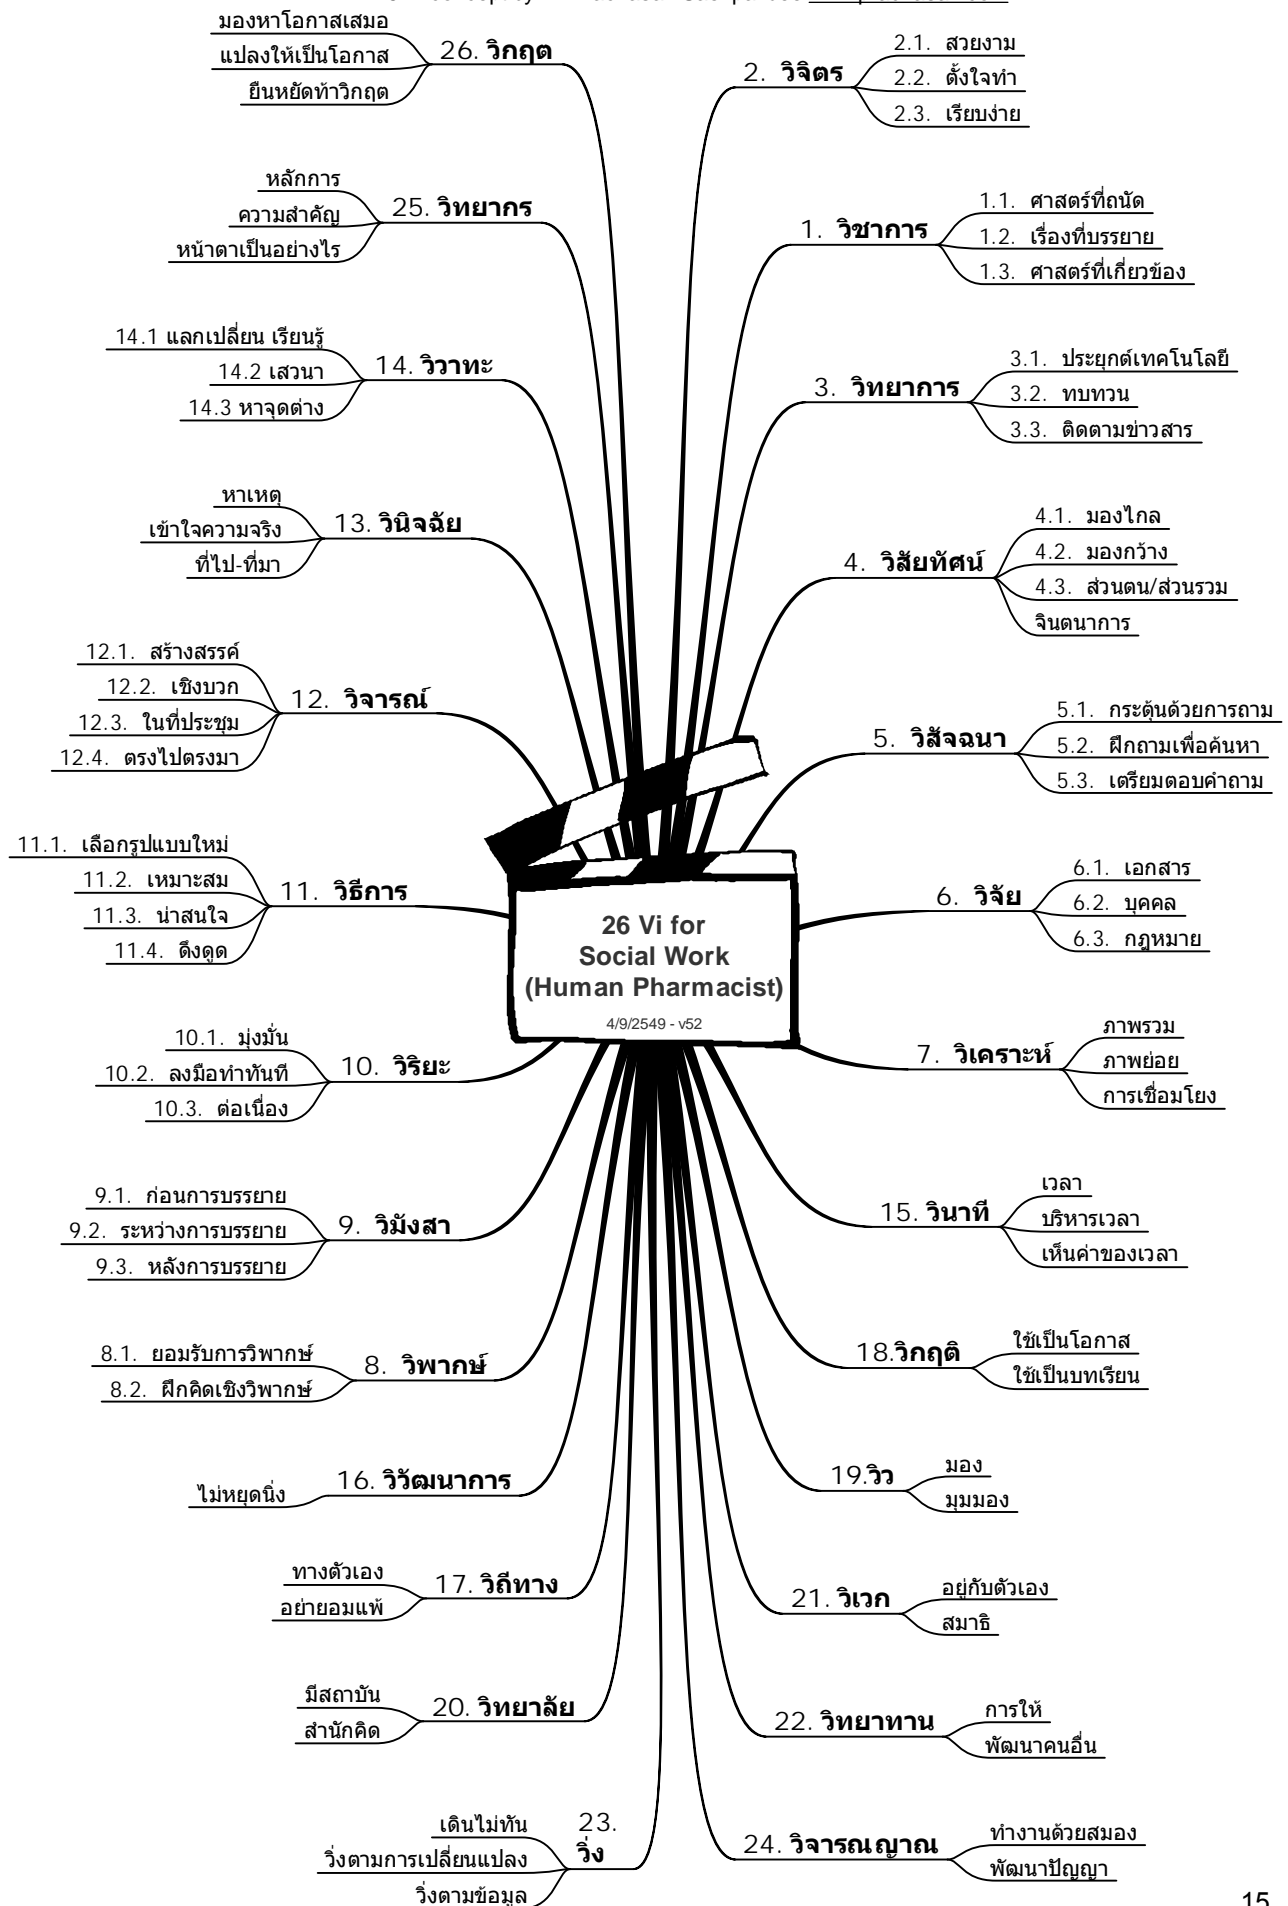 26 Vi for
Social Work
(Human Pharmacist)
4/9/2549 - v52
1. วิชาการ
1.1. ศาสตร์ที่ถนัด
1.2. เรื่องที่บรรยาย
1.3. ศาสตร์ที่เกี่ยวข้อง
2. วิจิตร
2.1. สวยงาม
2.2. ตั้งใจทำ
2.3. เรียบง่าย
3. วิทยาการ
3.1. ประยุกต์เทคโนโลยี
3.2. ทบทวน
3.3. ติดตามข่าวสาร
4. วิสัยทัศน์
4.1. มองไกล
4.2. มองกว้าง
4.3. ส่วนตน/ส่วนรวม
จินตนาการ
5. วิสัจฉนา
5.1. กระตุ้นด้วยการถาม
5.2. ฝึกถามเพื่อค้นหา
5.3. เตรียมตอบคำถาม
6. วิจัย
6.1. เอกสาร
6.2. บุคคล
6.3. กฎหมาย
7. วิเคราะห์
ภาพรวม
ภาพย่อย
การเชื่อมโยง
15. วินาที
เวลา
บริหารเวลา
เห็นค่าของเวลา
18.วิกฤติ
ใช้เป็นโอกาส
ใช้เป็นบทเรียน
19.วิว
มอง
มุมมอง
21. วิเวก
อยู่กับตัวเอง
สมาธิ
22. วิทยาทาน
การให้
พัฒนาคนอื่น
24. วิจารณญาณ
ทำงานด้วยสมอง
พัฒนาปัญญา
26. วิกฤต
มองหาโอกาสเสมอ
แปลงให้เป็นโอกาส
ยืนหยัดท้าวิกฤต
25. วิทยากร
หลักการ
ความสำคัญ
หน้าตาเป็นอย่างไร
14. วิวาทะ
14.1 แลกเปลี่ยน เรียนรู้
14.2 เสวนา
14.3 หาจุดต่าง
13. วินิจฉัย
หาเหตุ
เข้าใจความจริง
ที่ไป-ที่มา
12. วิจารณ์
12.1. สร้างสรรค์
12.2. เชิงบวก
12.3. ในที่ประชุม
12.4. ตรงไปตรงมา
11. วิธีการ
11.1. เลือกรูปแบบใหม่
11.2. เหมาะสม
11.3. น่าสนใจ
11.4. ดึงดูด
10. วิริยะ
10.1. มุ่งมั่น
10.2. ลงมือทำทันที
10.3. ต่อเนื่อง
9. วิมังสา
9.1. ก่อนการบรรยาย
9.2. ระหว่างการบรรยาย
9.3. หลังการบรรยาย
8. วิพากษ์
8.1. ยอมรับการวิพากษ์
8.2. ฝึกคิดเชิงวิพากษ์
16. วิวัฒนาการ
ไม่หยุดนิ่ง
17. วิถีทาง
ทางตัวเอง
อย่ายอมแพ้
20. วิทยาลัย
มีสถาบัน
สำนักคิด
23.
วิ่ง
เดินไม่ทัน
วิ่งตามการเปลี่ยนแปลง
วิ่งตามข้อมูล
15